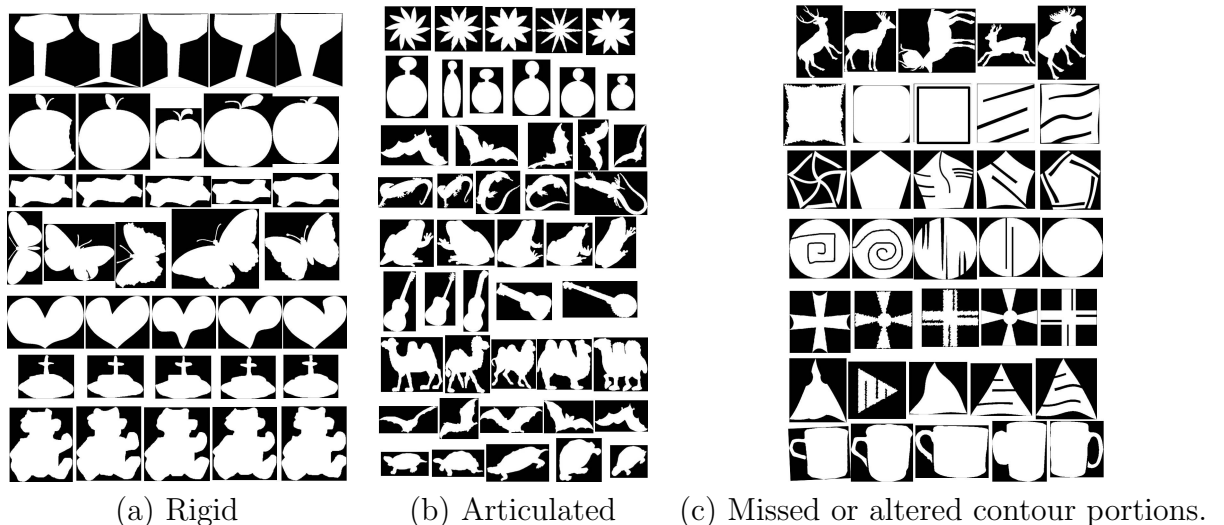 (a) Rigid
(b) Articulated
(c) Missed or altered contour portions.